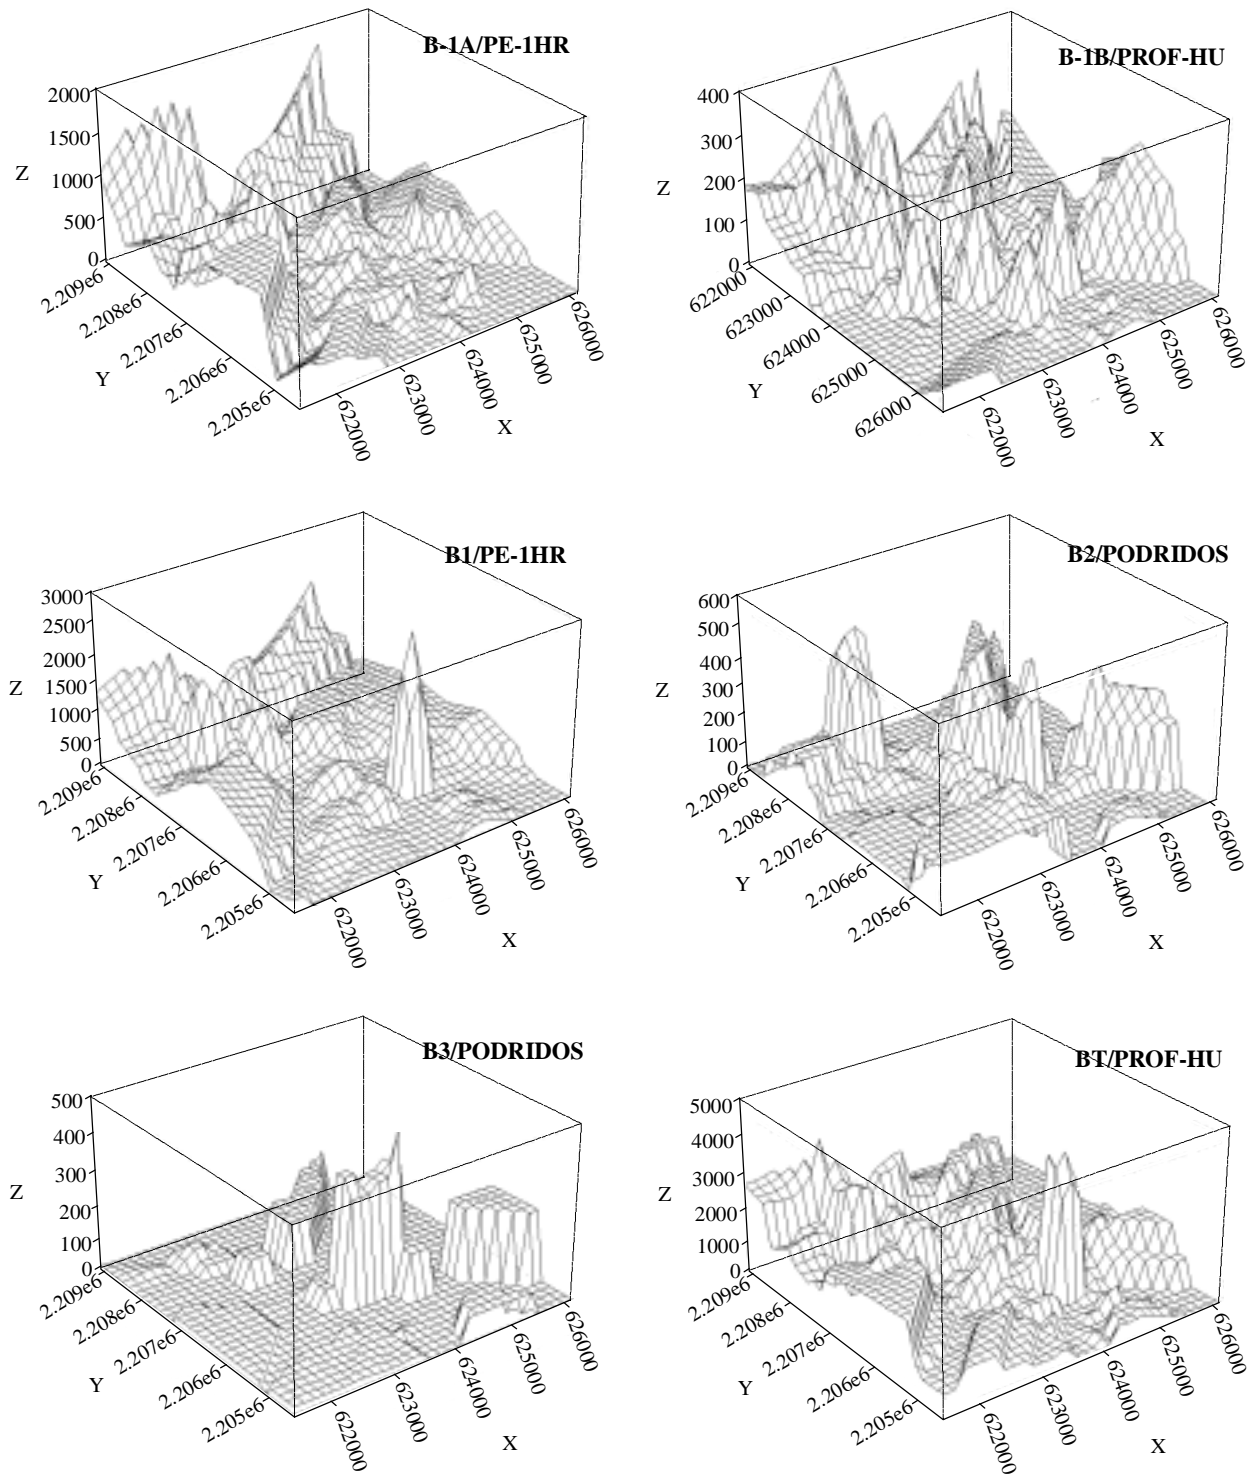 B-1A/PE-1HR
2000
1500
Z
1000
500
0
2.209e6
2.208e6
2.207e6
2.206e6
2.205e6
Y
622000
623000
624000
625000
626000
X
B-1B/PROF-HU
400
300
Z
200
100
0
622000
623000
624000
625000
626000
Y
622000
623000
624000
625000
626000
X
B1/PE-1HR
3000
2500
2000
Z
1500
1000
500
0
2.209e6
2.208e6
2.207e6
2.206e6
2.205e6
Y
622000
623000
624000
625000
626000
X
B2/PODRIDOS
600
500
400
Z
300
200
100
0
2.209e6
2.208e6
2.207e6
2.206e6
2.205e6
Y
622000
623000
624000
625000
626000
X
B3/PODRIDOS
500
400
300
Z
200
100
0
2.209e6
2.208e6
2.207e6
2.206e6
2.205e6
Y
622000
623000
624000
625000
626000
X
BT/PROF-HU
5000
4000
3000
Z
2000
1000
0
2.209e6
2.208e6
2.207e6
2.206e6
2.205e6
Y
622000
623000
624000
625000
626000
X